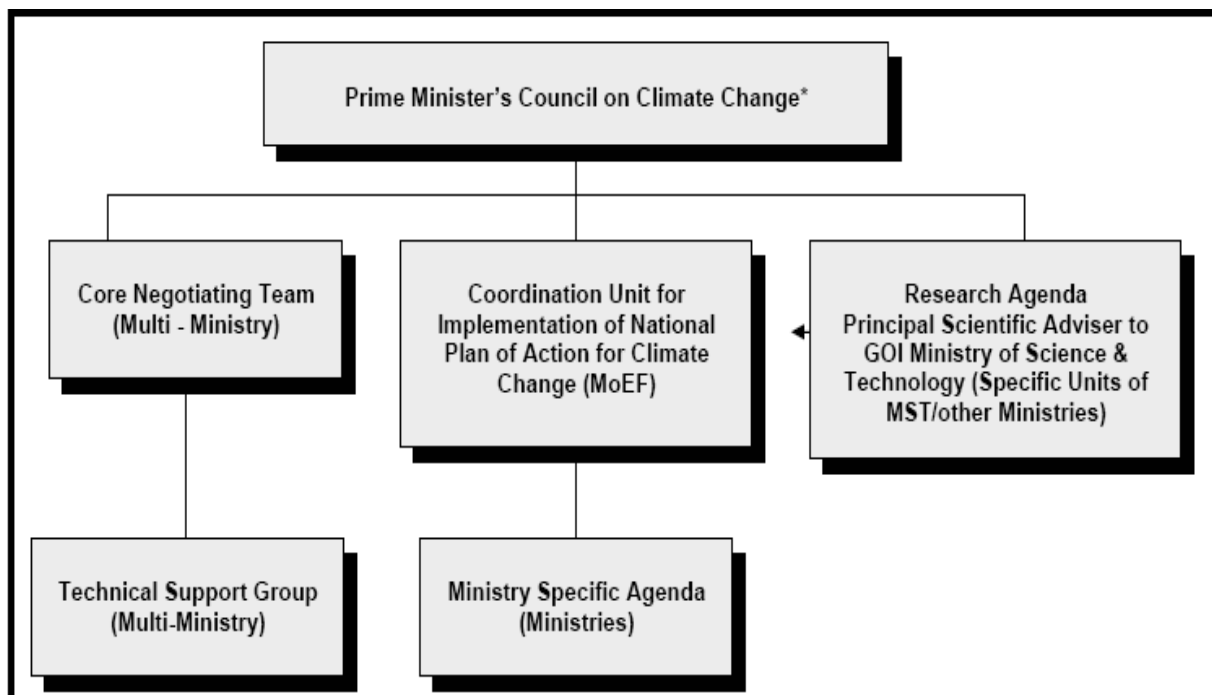 Prime Minister's Council on Climate Change*
Core Negotiating Team
(Multi - Ministry)
Coordination Unit for
Implementation of National
Plan of Action for Climate
Change (MoEF)
Research Agenda
Principal Scientific Adviser to
GOI Ministry of Science &
Technology (Specific Units of
MST/other Ministries)
Technical Support Group
(Multi-Ministry)
Ministry Specific Agenda
(Ministries)